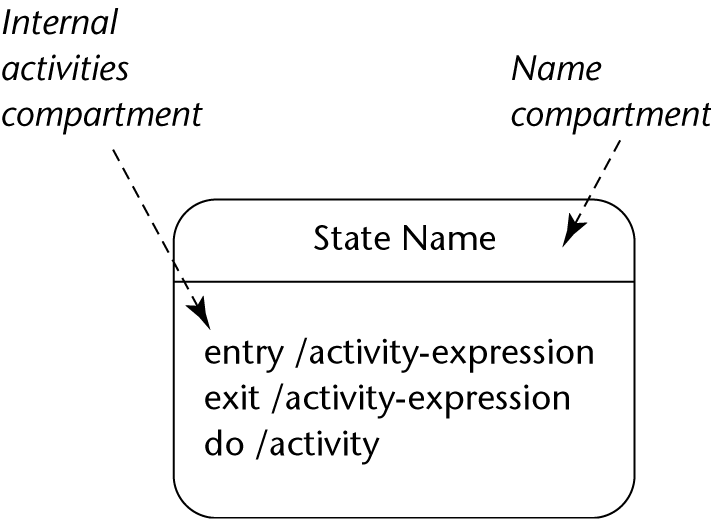 Internal
activities
compartment
Name
compartment
State Name
entry /activity-expression
exit /activity-expression
do /activity